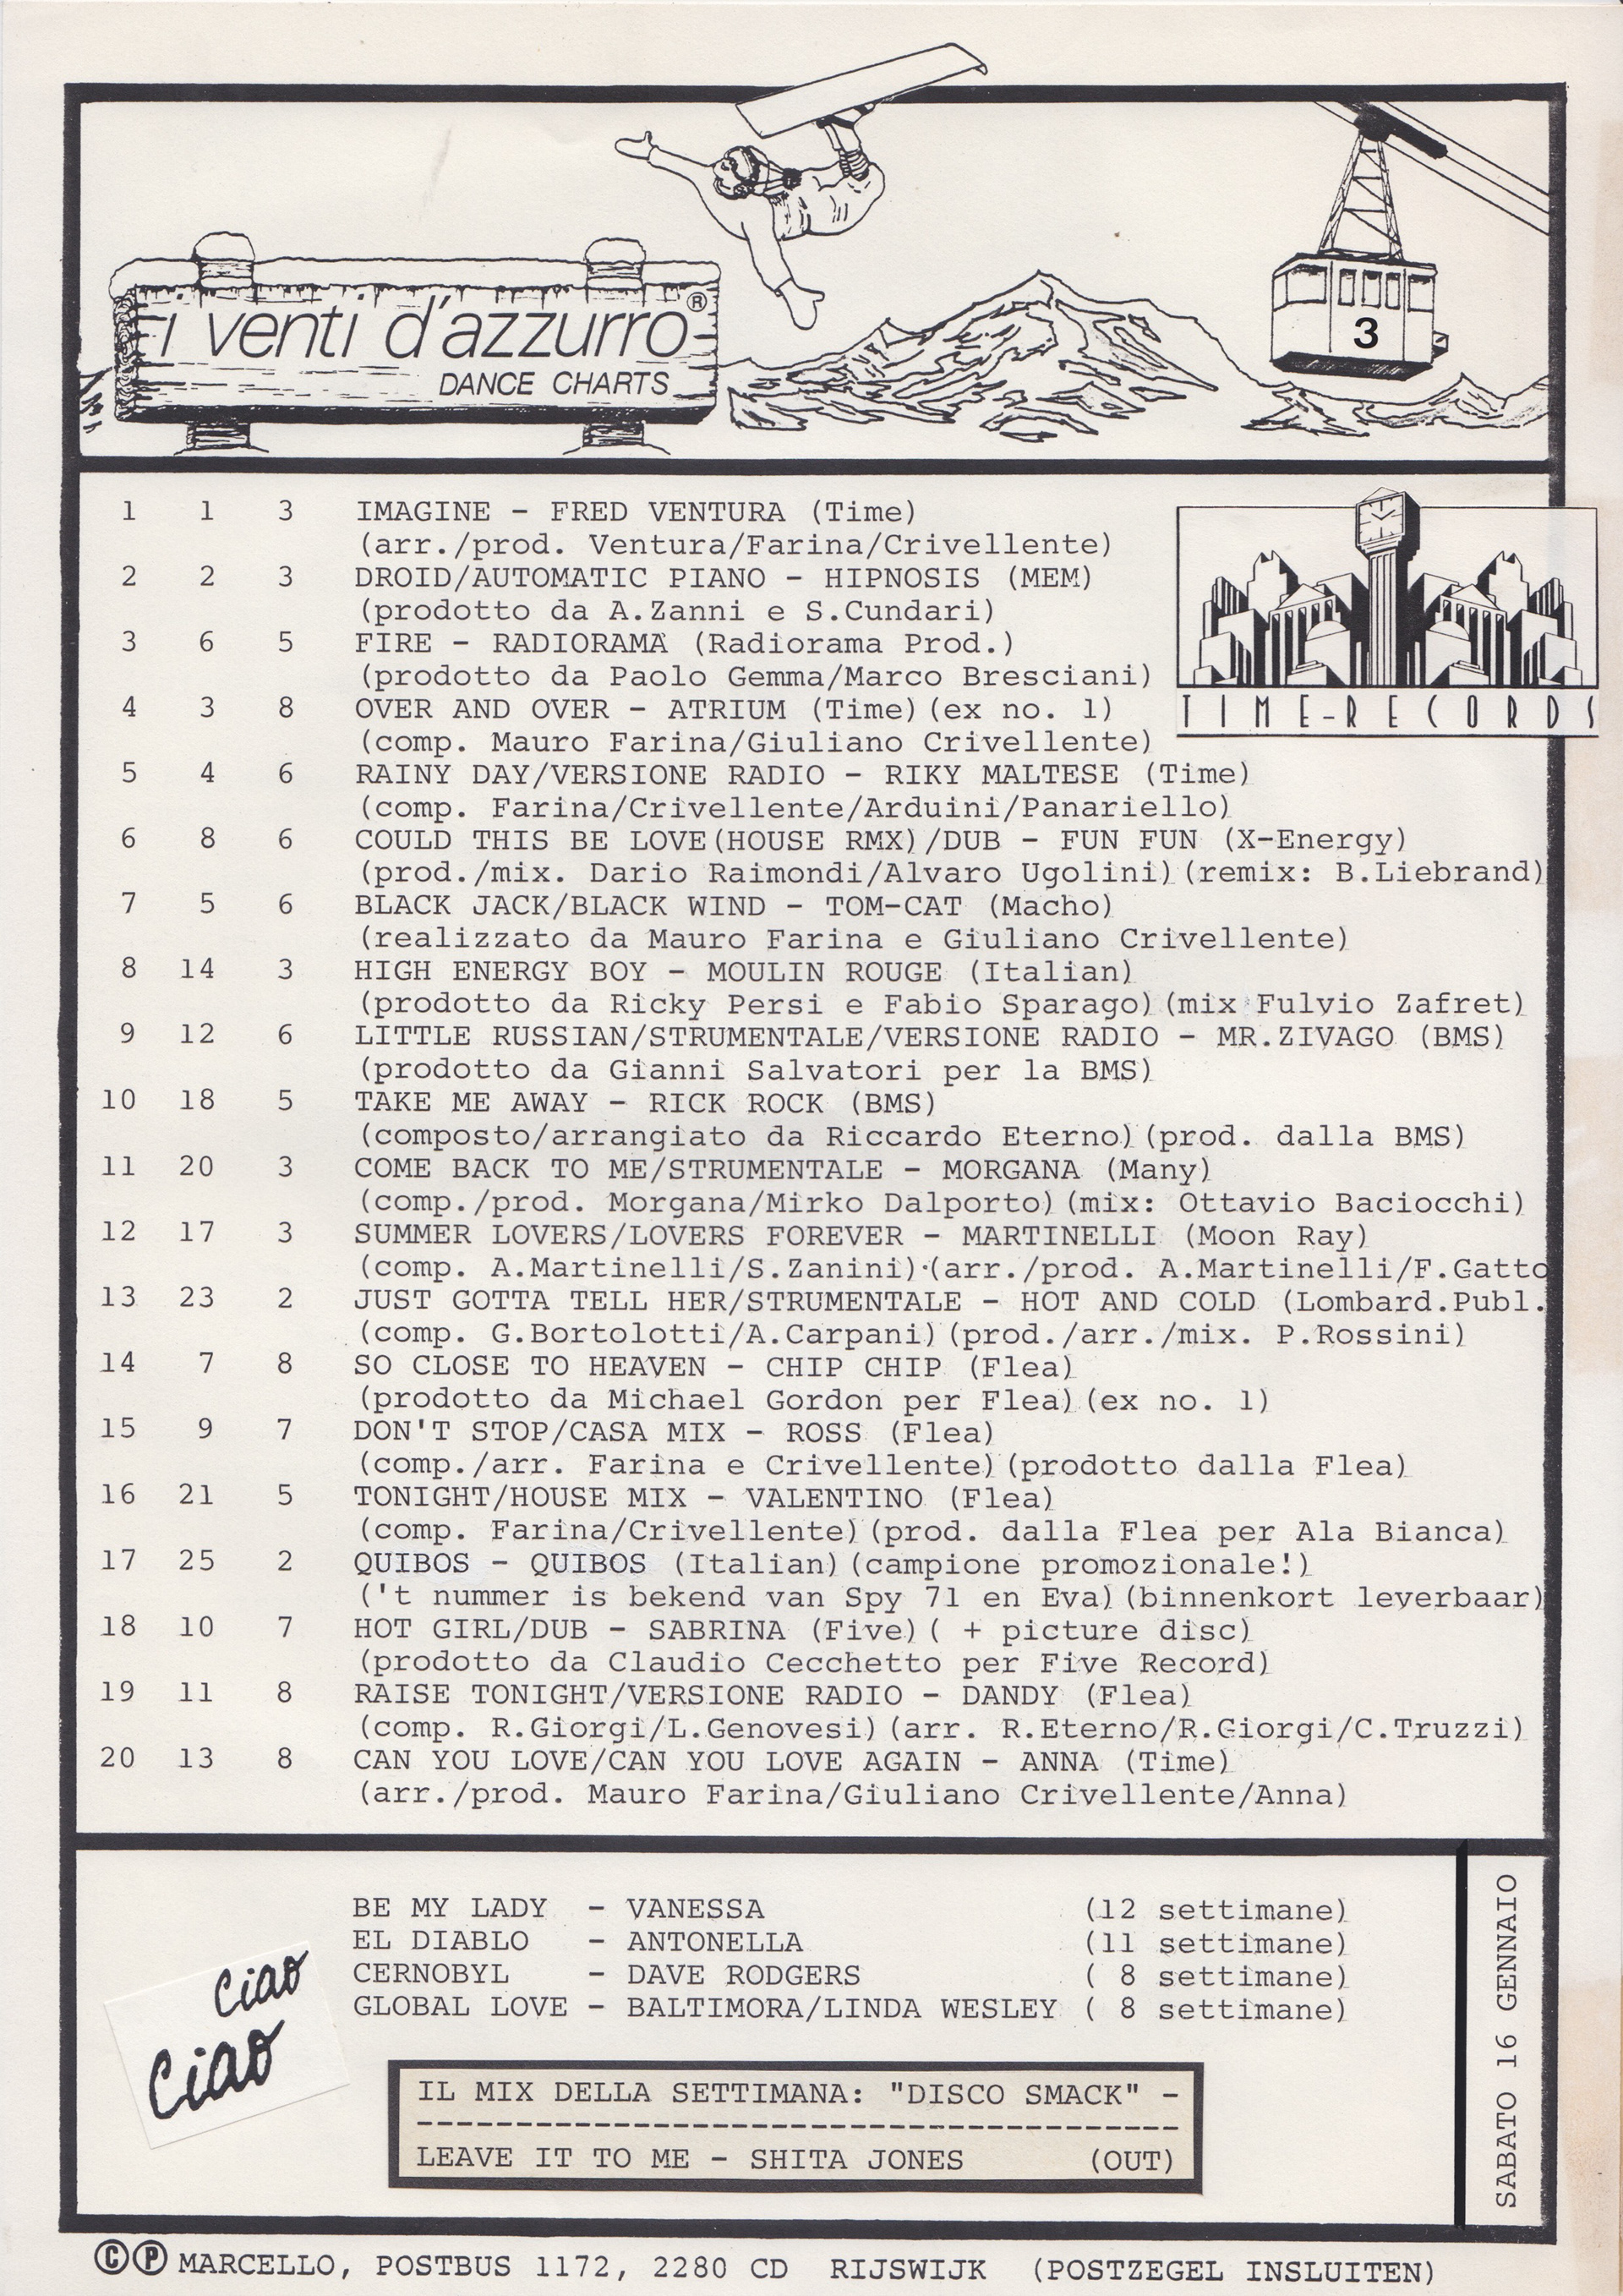 i venti d'azzurro ®
DANCE CHARTS
3
1 1 3 IMAGINE - FRED VENTURA (Time)
(arr./prod. Ventura/Farina/Crivellente)
2 2 3 DROID/AUTOMATIC PIANO - HIPNOSIS (MEM)
(prodotto da A.Zanni e S.Cundari)
3 6 5 FIRE - RADIORAMA (Radiorama Prod.)
(prodotto da Paolo Gemma/Marco Bresciani)
4 3 8 OVER AND OVER - ATRIUM (Time)(ex no. 1)
(comp. Mauro Farina/Giuliano Crivellente)
TIME-RECORDS
5 4 6 RAINY DAY/VERSIONE RADIO - RIKY MALTESE (Time)
(comp. Farina/Crivellente/Arduini/Panariello)
6 8 6 COULD THIS BE LOVE(HOUSE RMX)/DUB - FUN FUN (X-Energy)
(prod./mix. Dario Raimondi/Alvaro Ugolini)(remix: B.Liebrand)
7 5 6 BLACK JACK/BLACK WIND - TOM-CAT (Macho)
(realizzato da Mauro Farina e Giuliano Crivellente)
8 14 3 HIGH ENERGY BOY - MOULIN ROUGE (Italian)
(prodotto da Ricky Persi e Fabio Sparago)(mix Fulvio Zafret)
9 12 6 LITTLE RUSSIAN/STRUMENTALE/VERSIONE RADIO - MR.ZIVAGO (BMS)
(prodotto da Gianni Salvatori per la BMS)
10 18 5 TAKE ME AWAY - RICK ROCK (BMS)
(composto/arrangiato da Riccardo Eterno)(prod. dalla BMS)
11 20 3 COME BACK TO ME/STRUMENTALE - MORGANA (Many)
(comp./prod. Morgana/Mirko Dalporto)(mix: Ottavio Baciocchi)
12 17 3 SUMMER LOVERS/LOVERS FOREVER - MARTINELLI (Moon Ray)
(comp. A.Martinelli/S.Zanini)(arr./prod. A.Martinelli/F.Gatto
13 23 2 JUST GOTTA TELL HER/STRUMENTALE - HOT AND COLD (Lombard.Publ.
(comp. G.Bortolotti/A.Carpani)(prod./arr./mix. P.Rossini)
14 7 8 SO CLOSE TO HEAVEN - CHIP CHIP (Flea)
(prodotto da Michael Gordon per Flea)(ex no. 1)
15 9 7 DON'T STOP/CASA MIX - ROSS (Flea)
(comp./arr. Farina e Crivellente)(prodotto dalla Flea)
16 21 5 TONIGHT/HOUSE MIX - VALENTINO (Flea)
(comp. Farina/Crivellente)(prod. dalla Flea per Ala Bianca)
17 25 2 QUIBOS - QUIBOS (Italian)(campione promozionale!)
('t nummer is bekend van Spy 71 en Eva)(binnenkort leverbaar)
18 10 7 HOT GIRL/DUB - SABRINA (Five)( + picture disc)
(prodotto da Claudio Cecchetto per Five Record)
19 11 8 RAISE TONIGHT/VERSIONE RADIO - DANDY (Flea)
(comp. R.Giorgi/L.Genovesi)(arr. R.Eterno/R.Giorgi/C.Truzzi)
20 13 8 CAN YOU LOVE/CAN YOU LOVE AGAIN - ANNA (Time)
(arr./prod. Mauro Farina/Giuliano Crivellente/Anna)
BE MY LADY - VANESSA (12 settimane)
EL DIABLO - ANTONELLA (11 settimane)
CERNOBYL - DAVE RODGERS ( 8 settimane)
GLOBAL LOVE - BALTIMORA/LINDA WESLEY ( 8 settimane)
Ciao
Ciao
IL MIX DELLA SETTIMANA: "DISCO SMACK" -
---------------------------------------
LEAVE IT TO ME - SHITA JONES (OUT)
SABATO 16 GENNAIO
©℗ MARCELLO, POSTBUS 1172, 2280 CD RIJSWIJK (POSTZEGEL INSLUITEN)